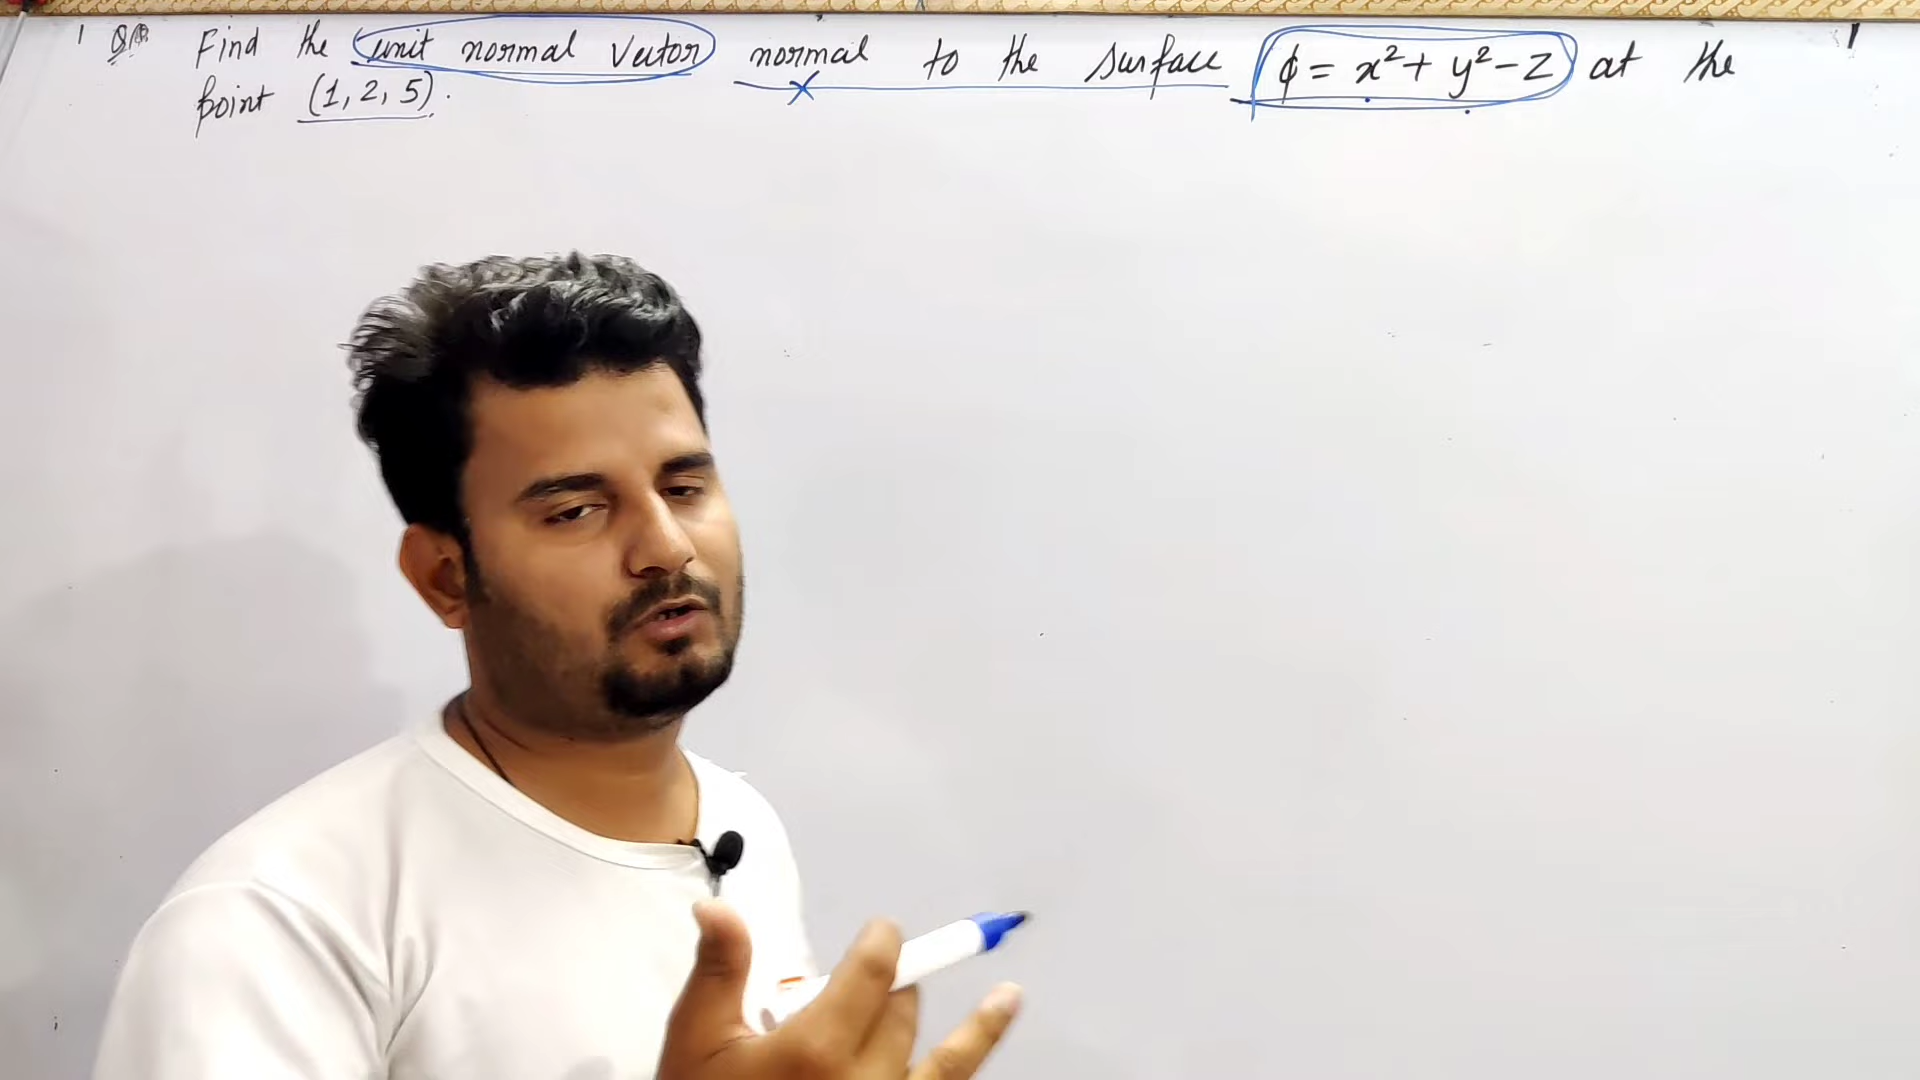 Find the unit normal Vector normal to the surface ϕ = x² + y² - z at the
point (1, 2, 5).